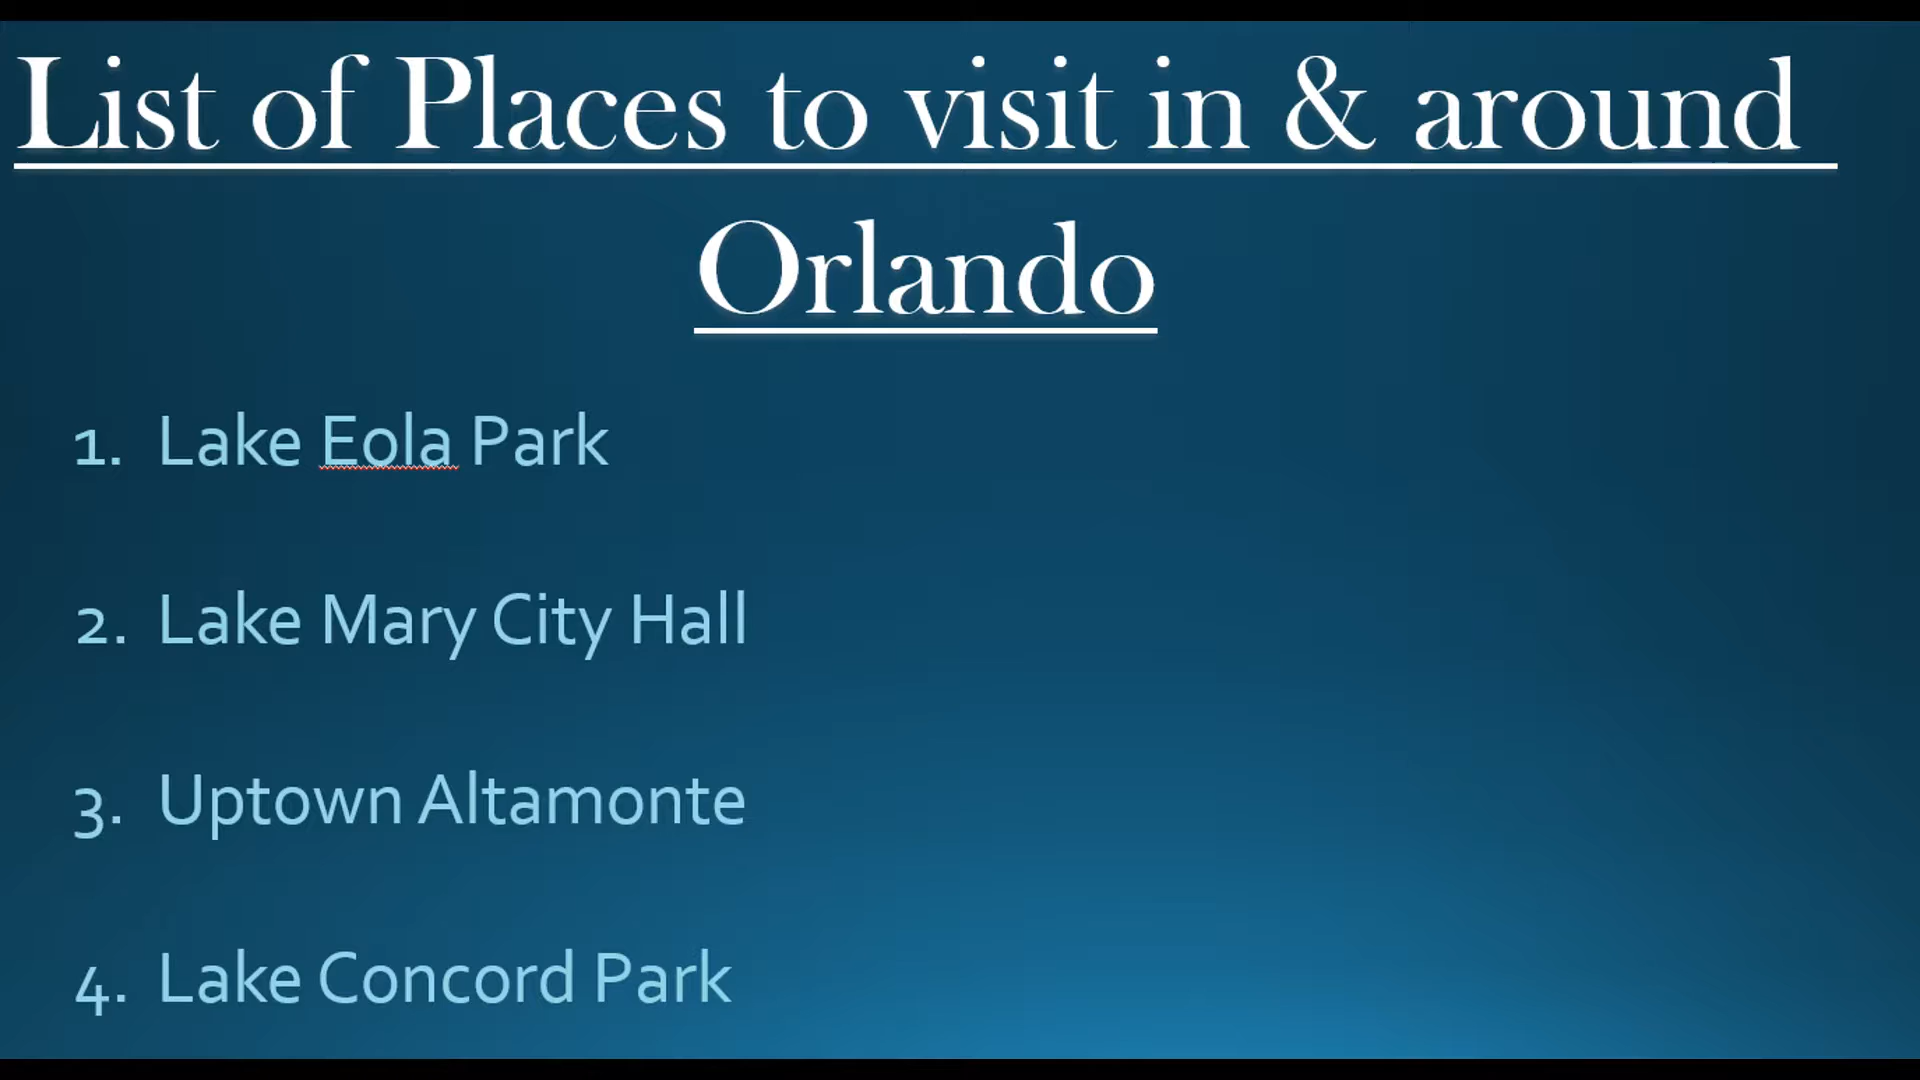 List of Places to visit in & around
Orlando
1. Lake Eola Park
2. Lake Mary City Hall
3. Uptown Altamonte
4. Lake Concord Park